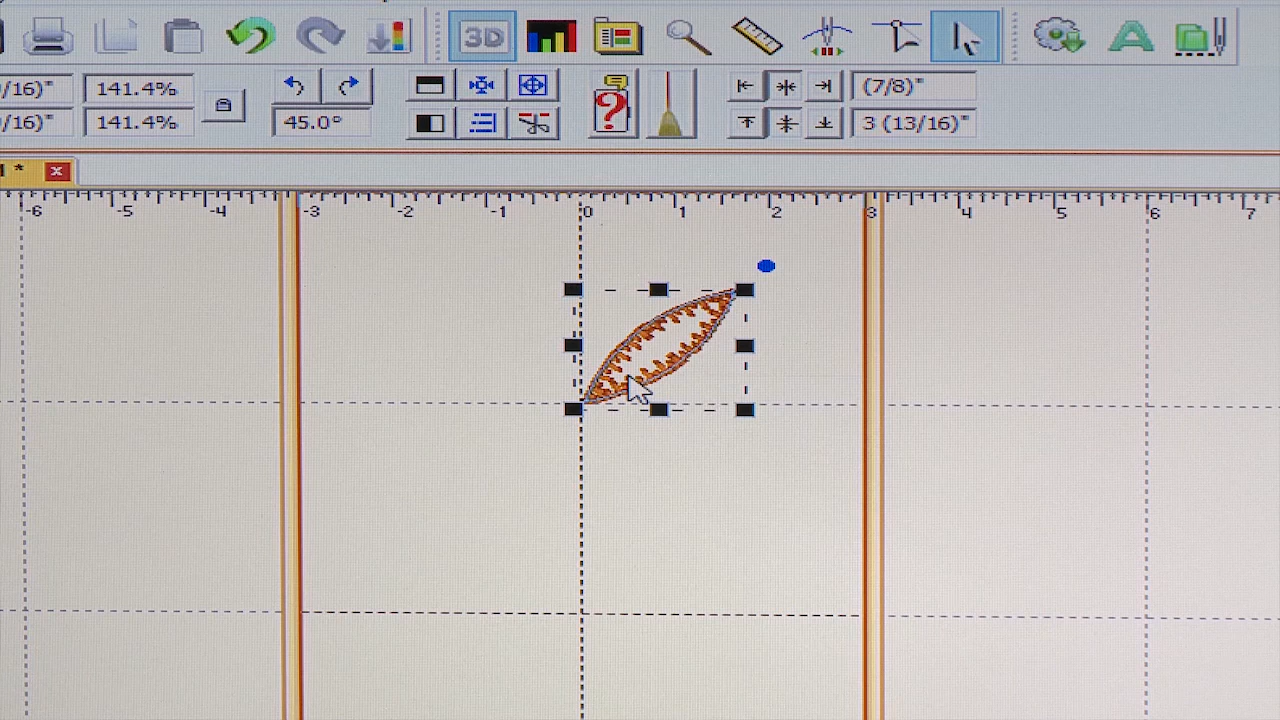 3D
/16)" 141.4% (7/8)"
/16)" 141.4% 45.0° ? 3 (13/16)"
*
-6 -5 -4 -3 -2 -1 0 1 2 3 4 5 6 7